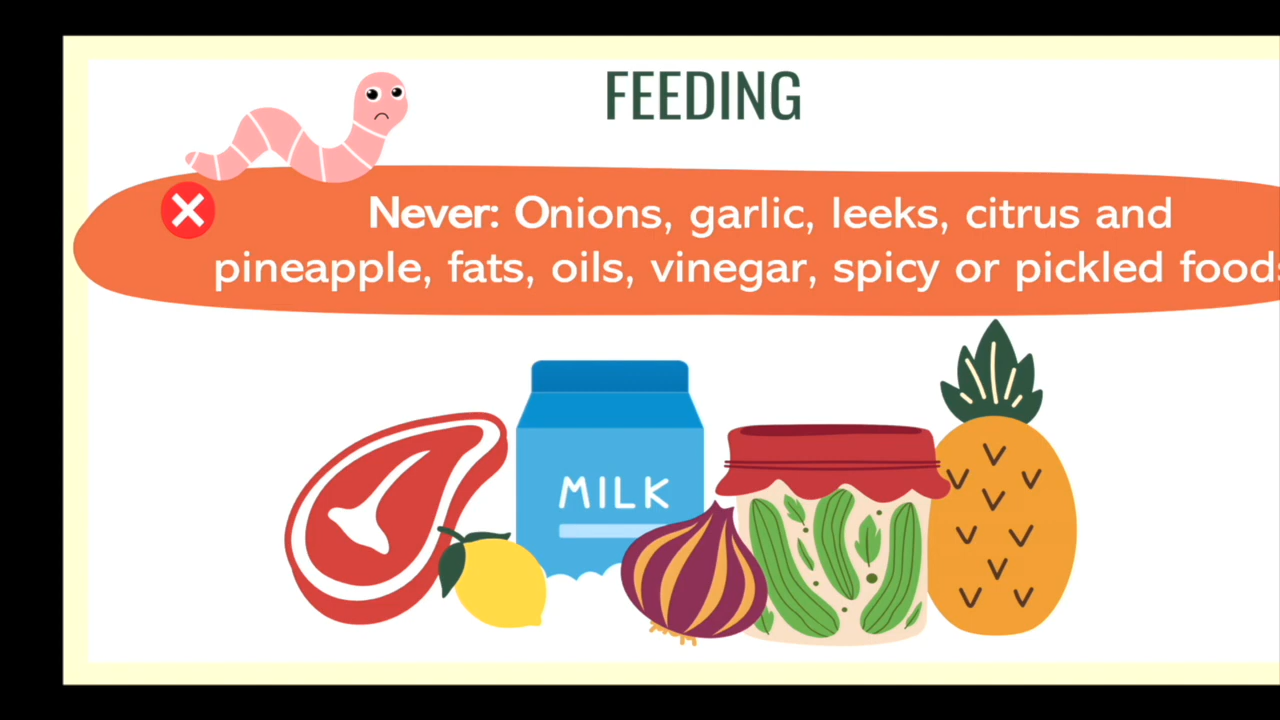 FEEDING
Never: Onions, garlic, leeks, citrus and
pineapple, fats, oils, vinegar, spicy or pickled foods
MILK